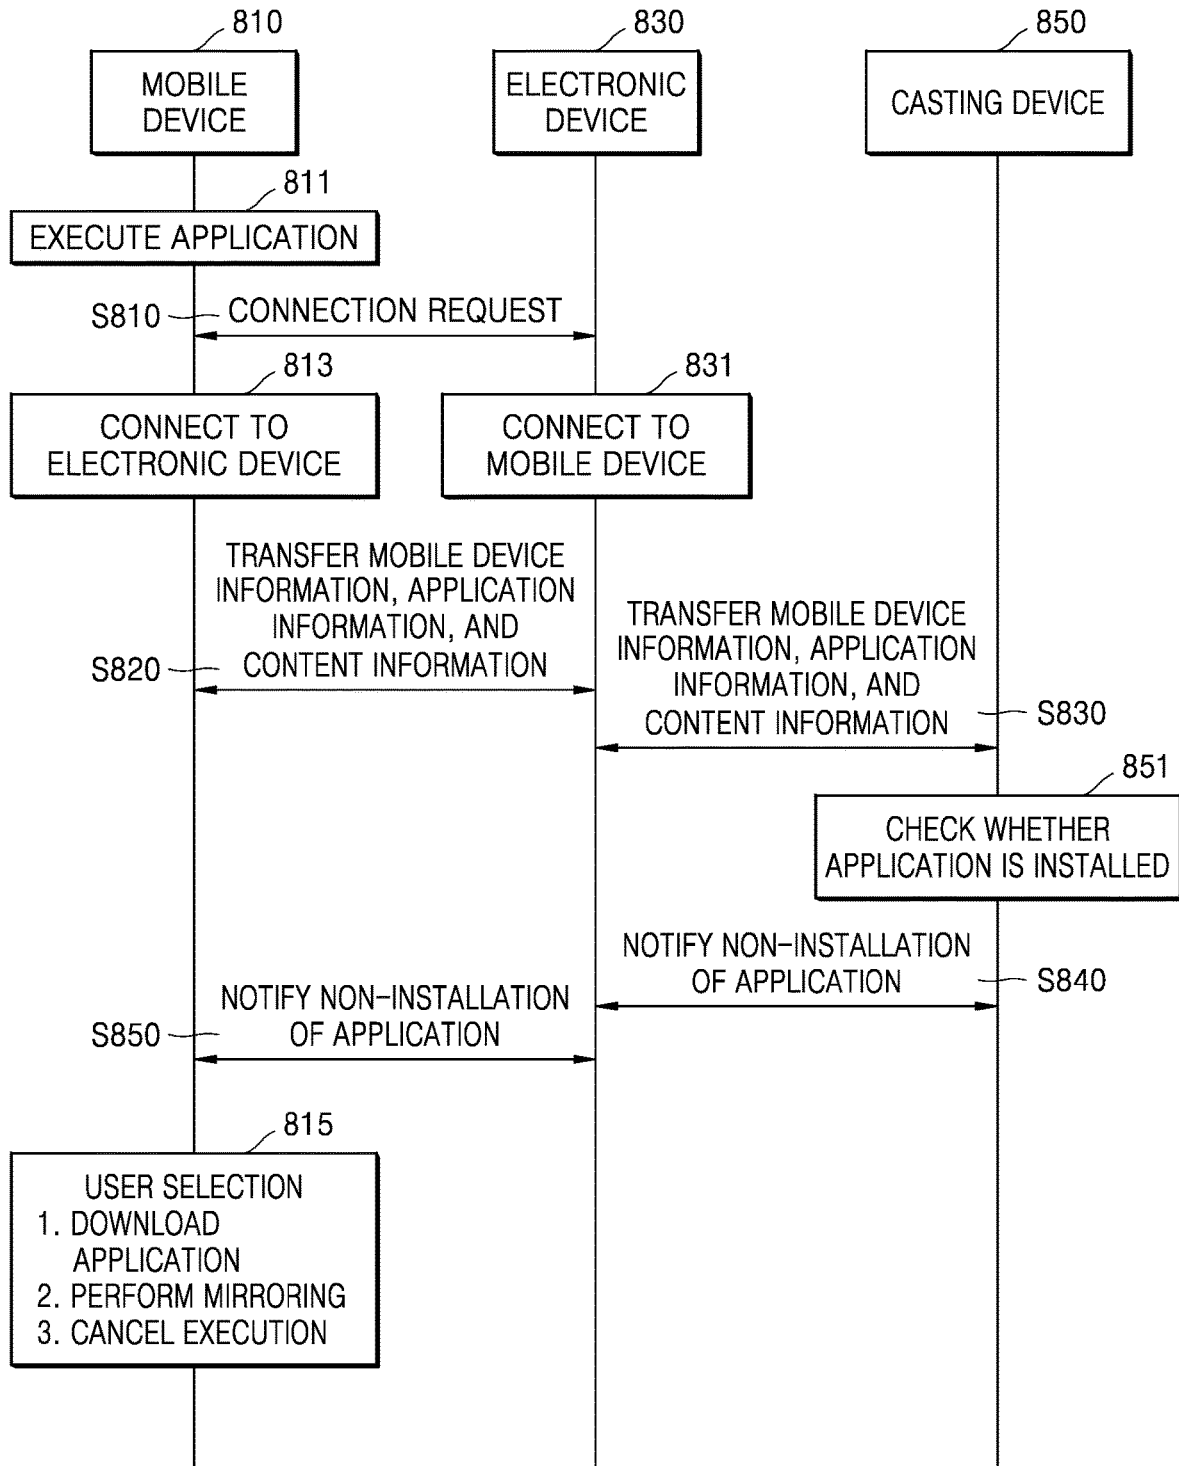 810
830
850
MOBILE
DEVICE
ELECTRONIC
DEVICE
CASTING DEVICE
811
EXECUTE APPLICATION
S810
CONNECTION REQUEST
813
831
CONNECT TO
ELECTRONIC DEVICE
CONNECT TO
MOBILE DEVICE
TRANSFER MOBILE DEVICE
INFORMATION, APPLICATION
INFORMATION, AND
CONTENT INFORMATION
S820
TRANSFER MOBILE DEVICE
INFORMATION, APPLICATION
INFORMATION, AND
CONTENT INFORMATION
S830
851
CHECK WHETHER
APPLICATION IS INSTALLED
NOTIFY NON-INSTALLATION
OF APPLICATION
S840
NOTIFY NON-INSTALLATION
OF APPLICATION
S850
815
USER SELECTION
1. DOWNLOAD
APPLICATION
2. PERFORM MIRRORING
3. CANCEL EXECUTION